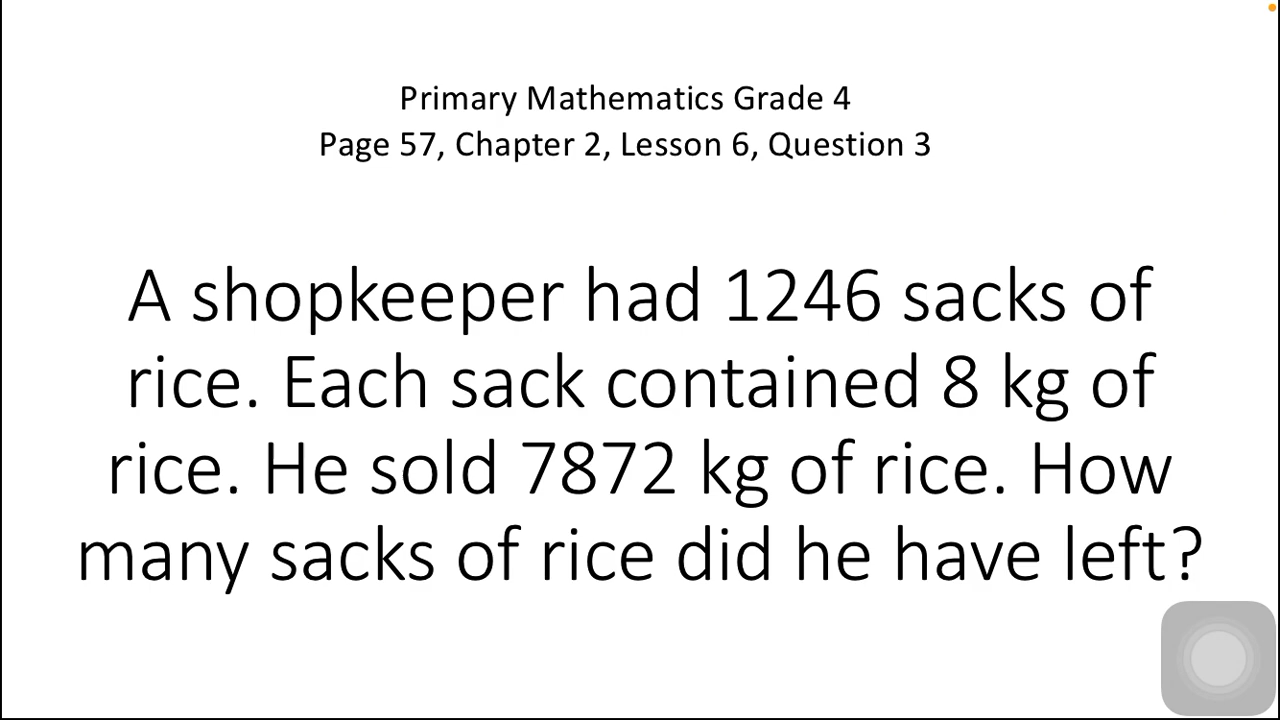 Primary Mathematics Grade 4
Page 57, Chapter 2, Lesson 6, Question 3
A shopkeeper had 1246 sacks of
rice. Each sack contained 8 kg of
rice. He sold 7872 kg of rice. How
many sacks of rice did he have left?